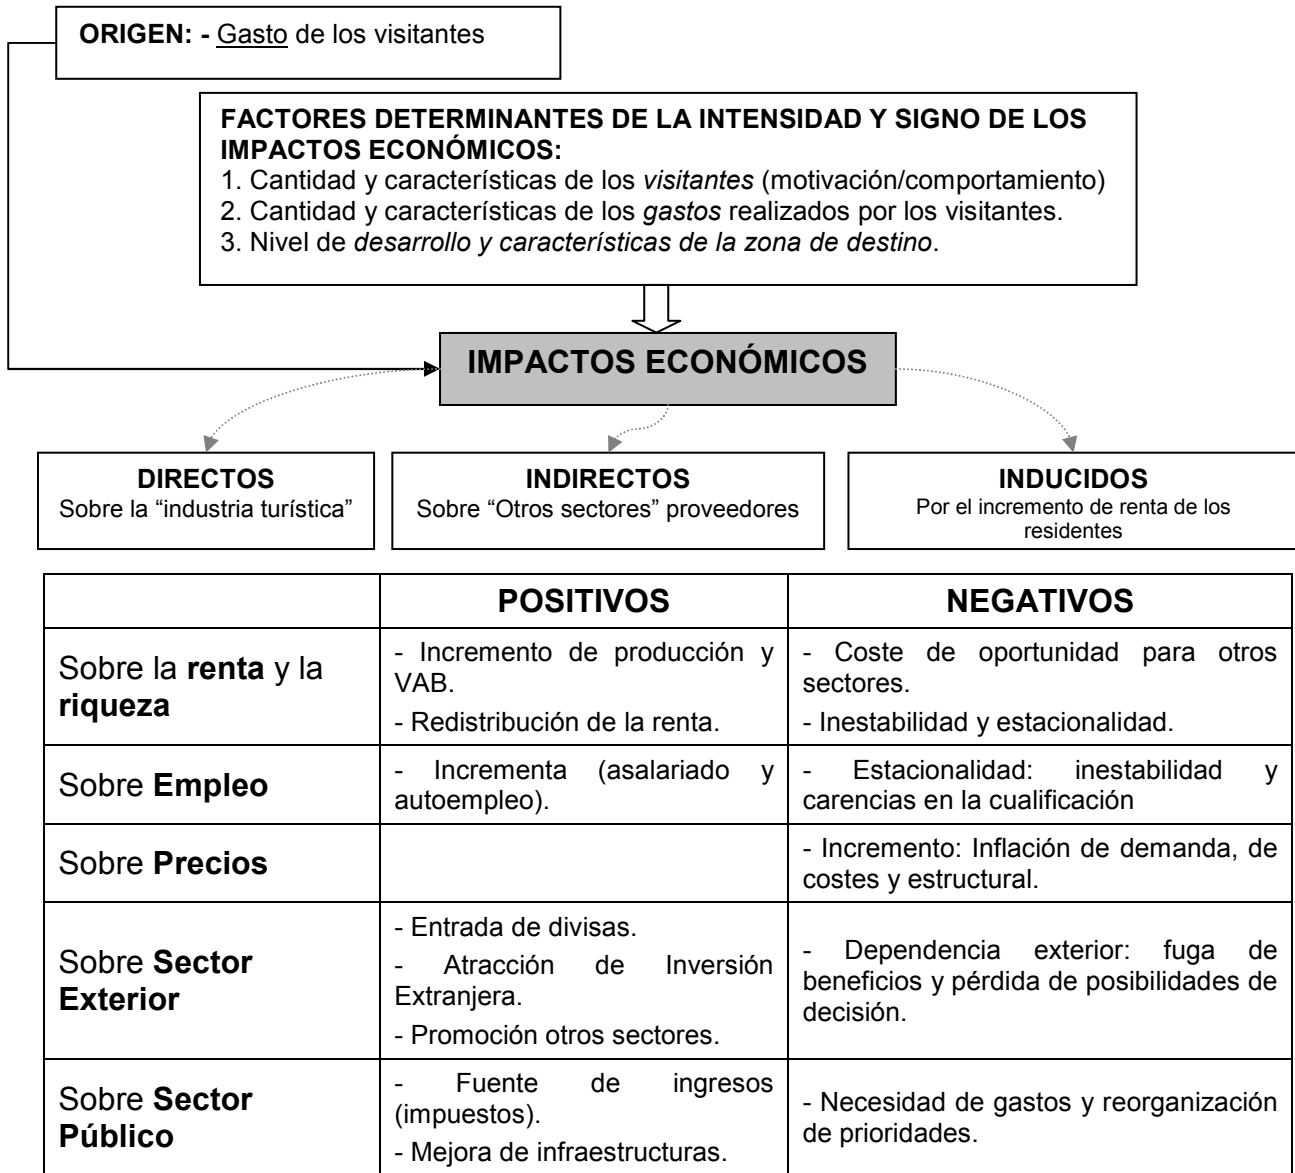 ORIGEN: - Gasto de los visitantes
FACTORES DETERMINANTES DE LA INTENSIDAD Y SIGNO DE LOS
IMPACTOS ECONÓMICOS:
1. Cantidad y características de los visitantes (motivación/comportamiento)
2. Cantidad y características de los gastos realizados por los visitantes.
3. Nivel de desarrollo y características de la zona de destino.
IMPACTOS ECONÓMICOS
DIRECTOS
Sobre la “industria turística”
INDIRECTOS
Sobre “Otros sectores” proveedores
INDUCIDOS
Por el incremento de renta de los
residentes
POSITIVOS
NEGATIVOS
Sobre la renta y la
riqueza
- Incremento de producción y
VAB.
- Redistribución de la renta.
- Coste de oportunidad para otros
sectores.
- Inestabilidad y estacionalidad.
Sobre Empleo
- Incrementa (asalariado y
autoempleo).
- Estacionalidad: inestabilidad y
carencias en la cualificación
Sobre Precios
- Incremento: Inflación de demanda, de
costes y estructural.
Sobre Sector
Exterior
- Entrada de divisas.
- Atracción de Inversión
Extranjera.
- Promoción otros sectores.
- Dependencia exterior: fuga de
beneficios y pérdida de posibilidades de
decisión.
Sobre Sector
Público
- Fuente de ingresos
(impuestos).
- Mejora de infraestructuras.
- Necesidad de gastos y reorganización
de prioridades.